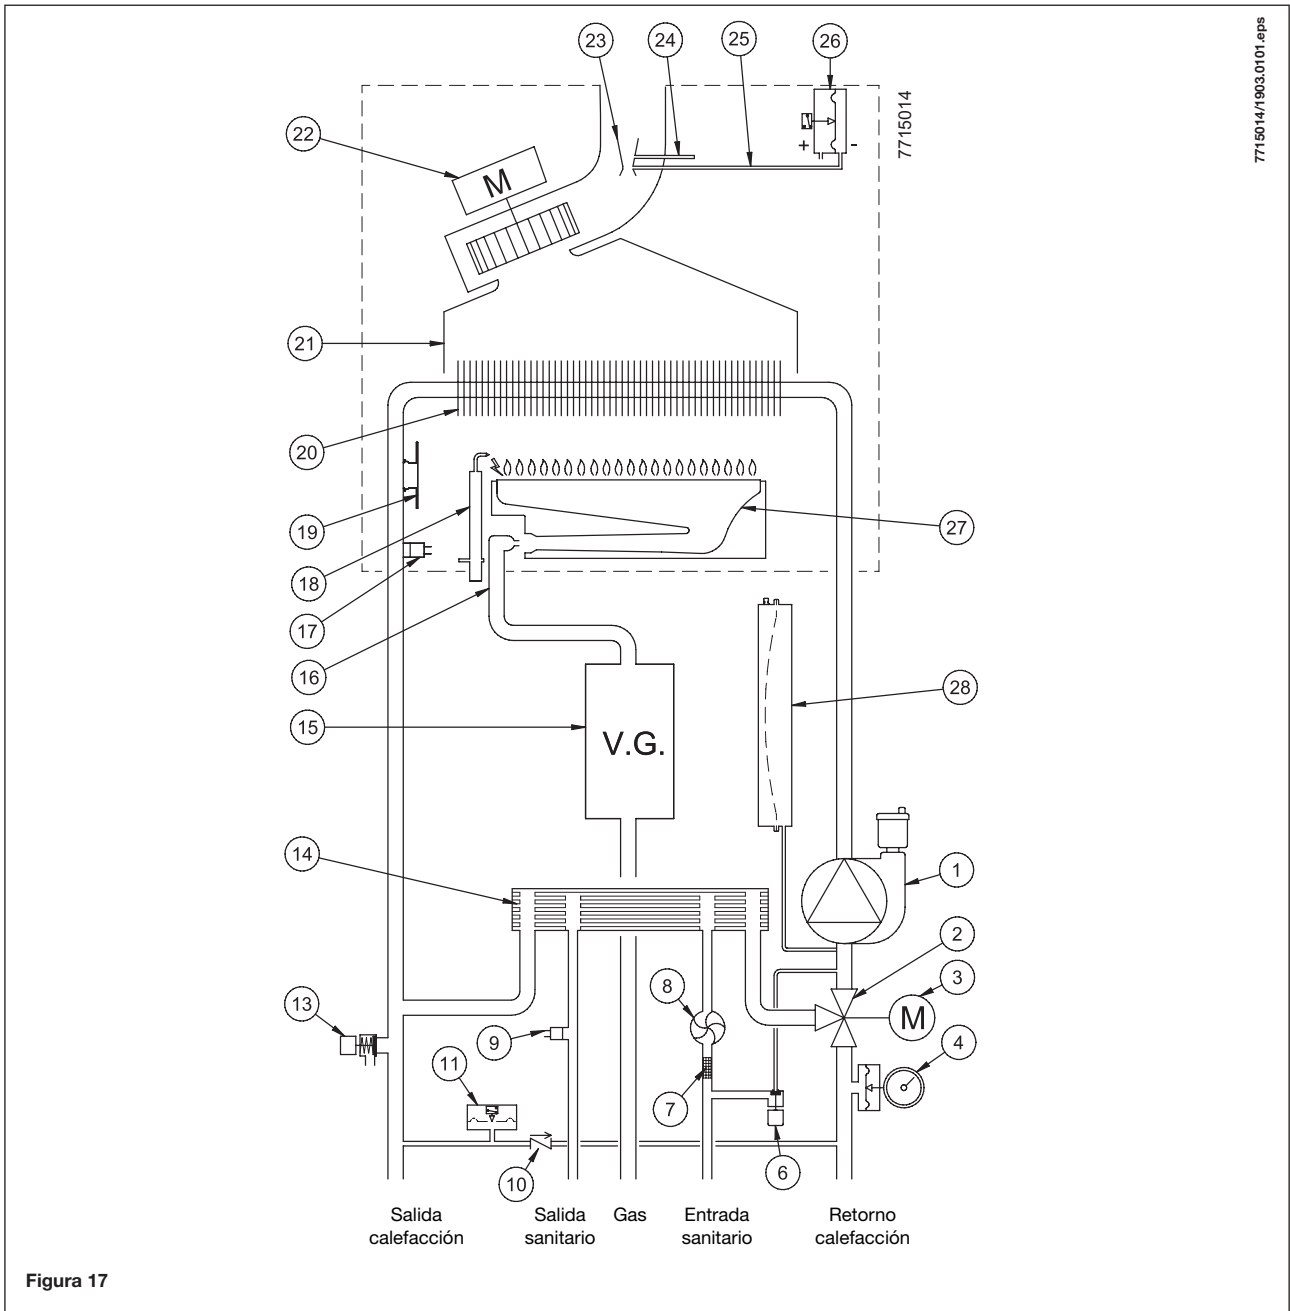 23
24
25
26
7715014/1903.0101.eps
7715014
22
M
+
-
21
20
19
18
17
16
27
28
15
V.G.
14
1
2
3
M
13
8
9
4
11
7
10
6
Salida
calefacción
Salida
sanitario
Gas
Entrada
sanitario
Retorno
calefacción
Figura 17